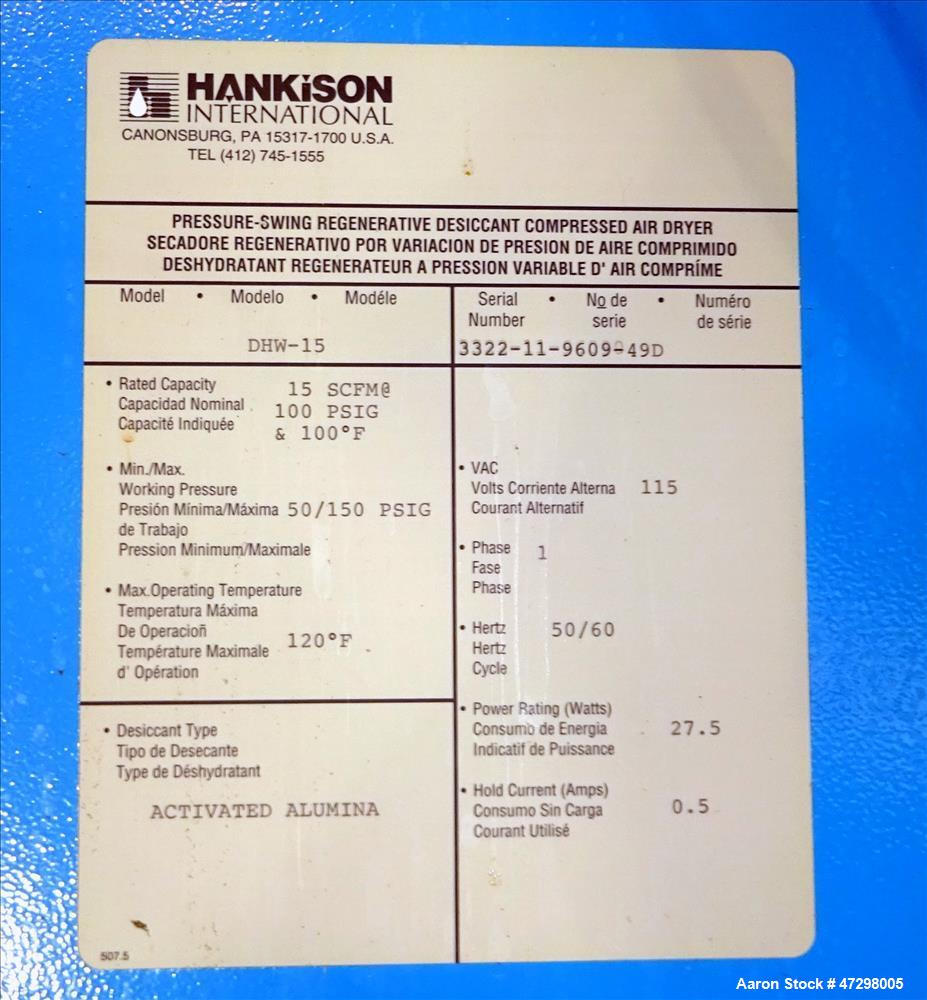 HANKiSON
INTERNATIONAL
CANONSBURG, PA 15317-1700 U.S.A.
TEL (412) 745-1555
PRESSURE-SWING REGENERATIVE DESICCANT COMPRESSED AIR DRYER
SECADORE REGENERATIVO POR VARIACION DE PRESION DE AIRE COMPRIMIDO
DESHYDRATANT REGENERATEUR A PRESSION VARIABLE D' AIR COMPRÍME
Model • Modelo • Modéle
DHW-15
Serial • No de • Numéro
Number serie de série
3322-11-9609-49D
• Rated Capacity 15 SCFM@
Capacidad Nominal 100 PSIG
Capacité Indiquée & 100°F
• Min./Max.
Working Pressure
Presión Mínima/Máxima 50/150 PSIG
de Trabajo
Pression Minimum/Maximale
• Max.Operating Temperature
Temperatura Máxima
De Operacioñ
Température Maximale 120°F
d' Opération
• Desiccant Type
Tipo de Desecante
Type de Déshydratant
ACTIVATED ALUMINA
507.5
• VAC
Volts Corriente Alterna 115
Courant Alternatif
• Phase 1
Fase
Phase
• Hertz 50/60
Hertz
Cycle
• Power Rating (Watts)
Consumo de Energia 27.5
Indicatif de Puissance
• Hold Current (Amps)
Consumo Sin Carga 0.5
Courant Utilisé
Aaron Stock # 47298005